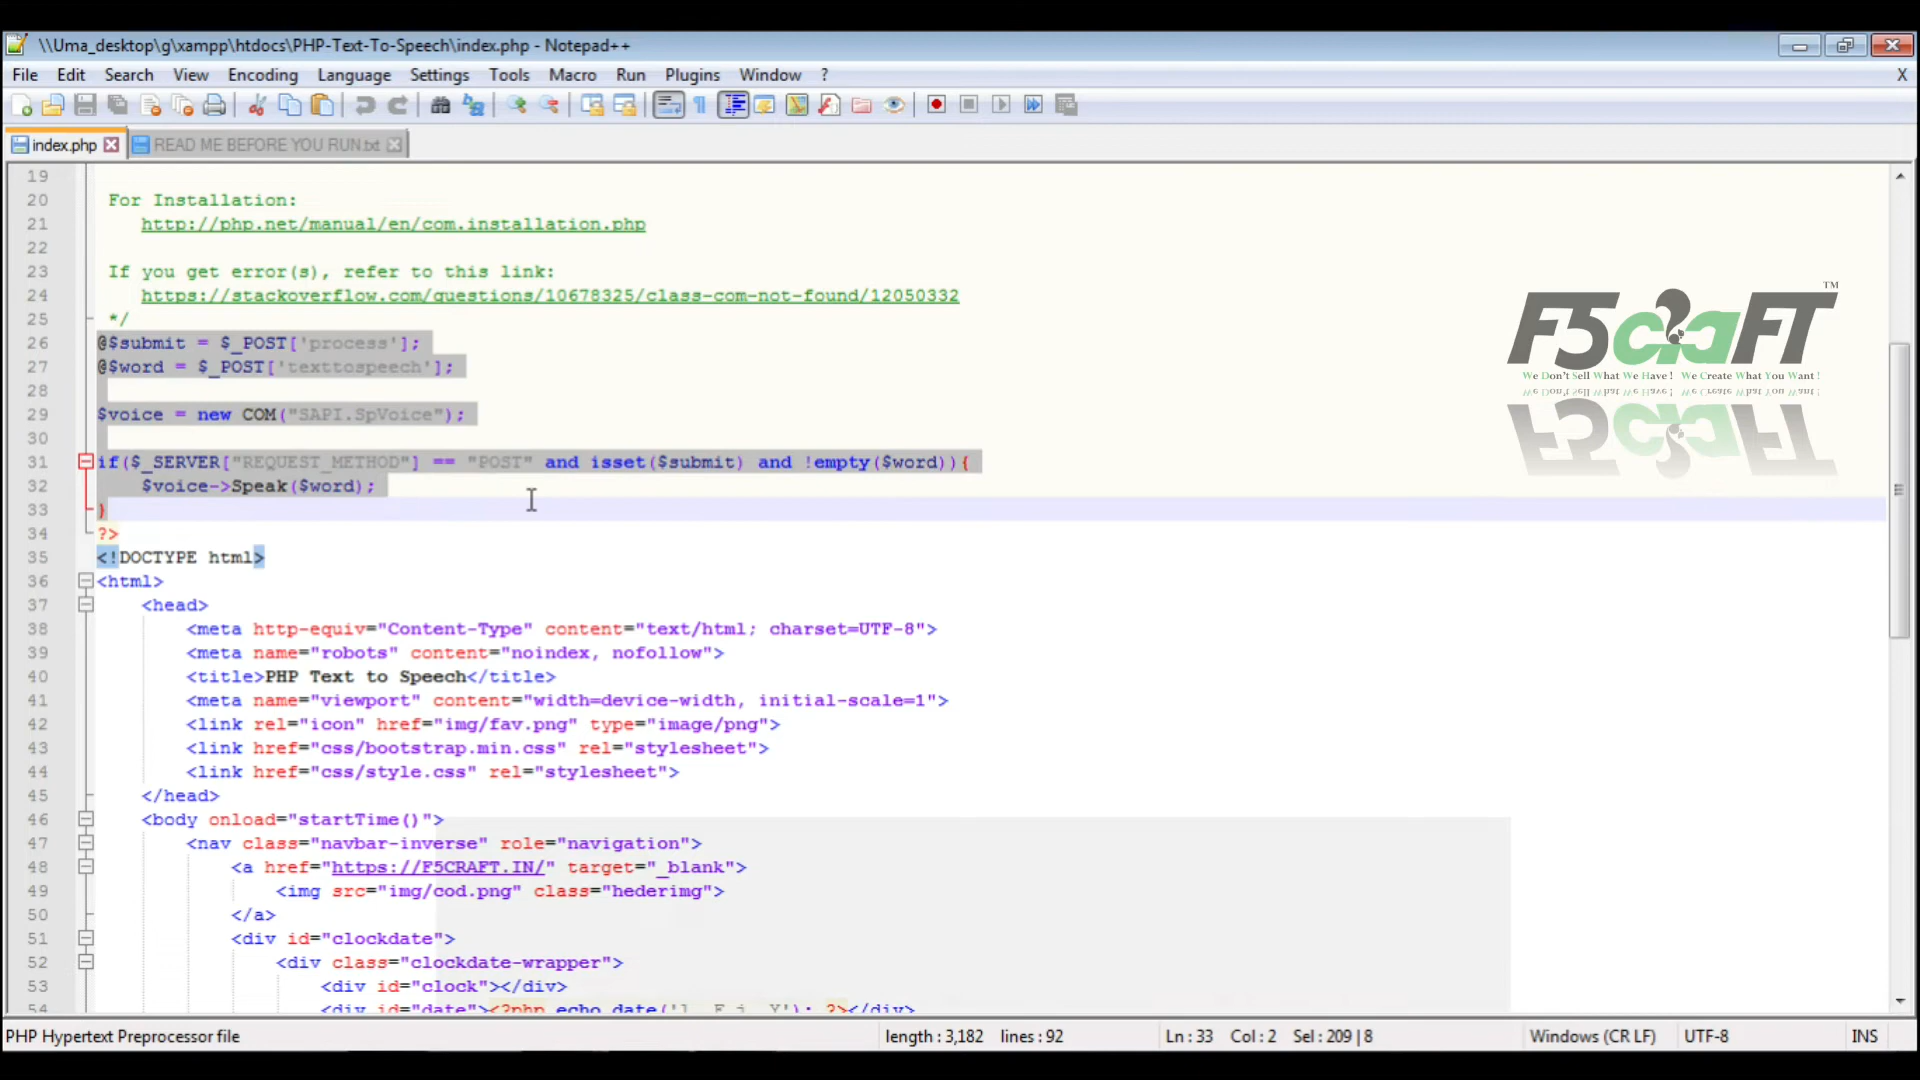 \\Uma_desktop\g\xampp\htdocs\PHP-Text-To-Speech\index.php - Notepad++
File Edit Search View Encoding Language Settings Tools Macro Run Plugins Window ? X
index.php READ ME BEFORE YOU RUN.txt
19
20 For Installation:
21 http://php.net/manual/en/com.installation.php
22
23 If you get error(s), refer to this link:
24 https://stackoverflow.com/questions/10678325/class-com-not-found/12050332
25 */
26 @$submit = $_POST['process'];
27 @$word = $_POST['texttospeech'];
28
29 $voice = new COM("SAPI.SpVoice");
30
31 if($_SERVER["REQUEST_METHOD"] == "POST" and isset($submit) and !empty($word)){
32 $voice->Speak($word);
33 }
34 ?>
35 <!DOCTYPE html>
36 <html>
37 <head>
38 <meta http-equiv="Content-Type" content="text/html; charset=UTF-8">
39 <meta name="robots" content="noindex, nofollow">
40 <title>PHP Text to Speech</title>
41 <meta name="viewport" content="width=device-width, initial-scale=1">
42 <link rel="icon" href="img/fav.png" type="image/png">
43 <link href="css/bootstrap.min.css" rel="stylesheet">
44 <link href="css/style.css" rel="stylesheet">
45 </head>
46 <body onload="startTime()">
47 <nav class="navbar-inverse" role="navigation">
48 <a href="https://F5CRAFT.IN/" target="_blank">
49 <img src="img/cod.png" class="hederimg">
50 </a>
51 <div id="clockdate">
52 <div class="clockdate-wrapper">
53 <div id="clock"></div>
54 <div id="date"><?php echo date('l, F j, Y'); ?></div>
F5craFT TM
We Don't Sell What We Have ! We Create What You Want !
PHP Hypertext Preprocessor file length : 3,182 lines : 92 Ln : 33 Col : 2 Sel : 209 | 8 Windows (CR LF) UTF-8 INS